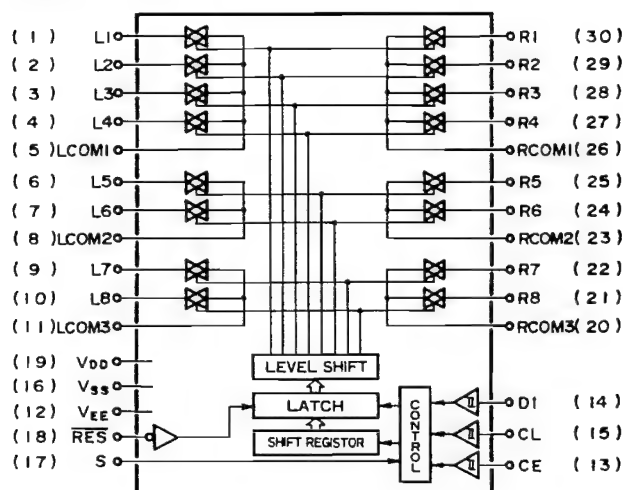 (1) L1 R1 (30)
(2) L2 R2 (29)
(3) L3 R3 (28)
(4) L4 R4 (27)
(5) LCOM1 RCOM1 (26)
(6) L5 R5 (25)
(7) L6 R6 (24)
(8) LCOM2 RCOM2 (23)
(9) L7 R7 (22)
(10) L8 R8 (21)
(11) LCOM3 RCOM3 (20)
(19) VDD LEVEL SHIFT
(16) VSS
(12) VEE LATCH CONTROL DI (14)
(18) RES SHIFT REGISTOR CL (15)
(17) S CE (13)